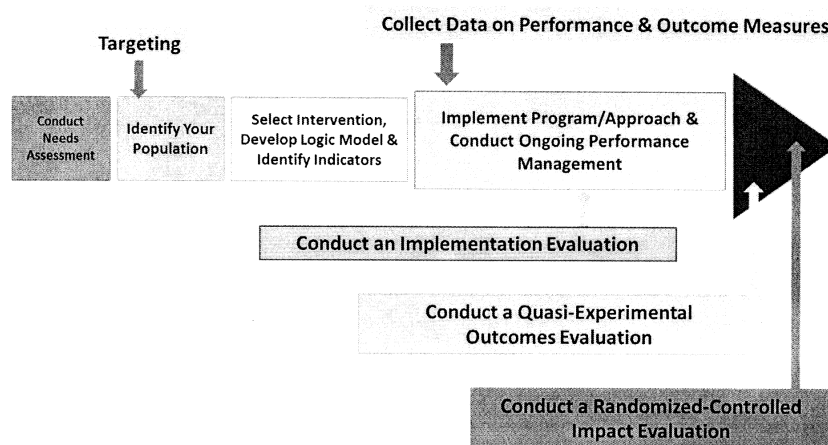 Collect Data on Performance & Outcome Measures
Targeting
Conduct
Needs
Assessment
Identify Your
Population
Select Intervention,
Develop Logic Model &
Identify Indicators
Implement Program/Approach &
Conduct Ongoing Performance
Management
Conduct an Implementation Evaluation
Conduct a Quasi-Experimental
Outcomes Evaluation
Conduct a Randomized-Controlled
Impact Evaluation